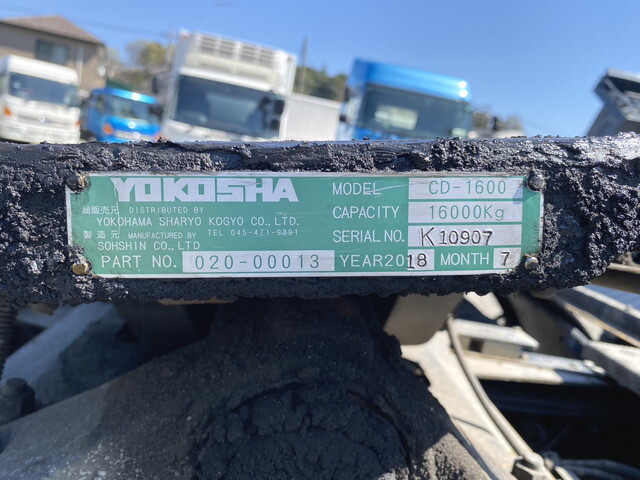 YOKOSHA
総販売元 DISTRIBUTED BY
YOKOHAMA SHARYO KOGYO CO., LTD.
製造元 MANUFACTURED BY TEL 045-471-9891
SOHSHIN CO., LTD
PART NO. 020-00013
MODEL CD-1600
CAPACITY 16000Kg
SERIAL NO. K10907
YEAR2018 MONTH 7